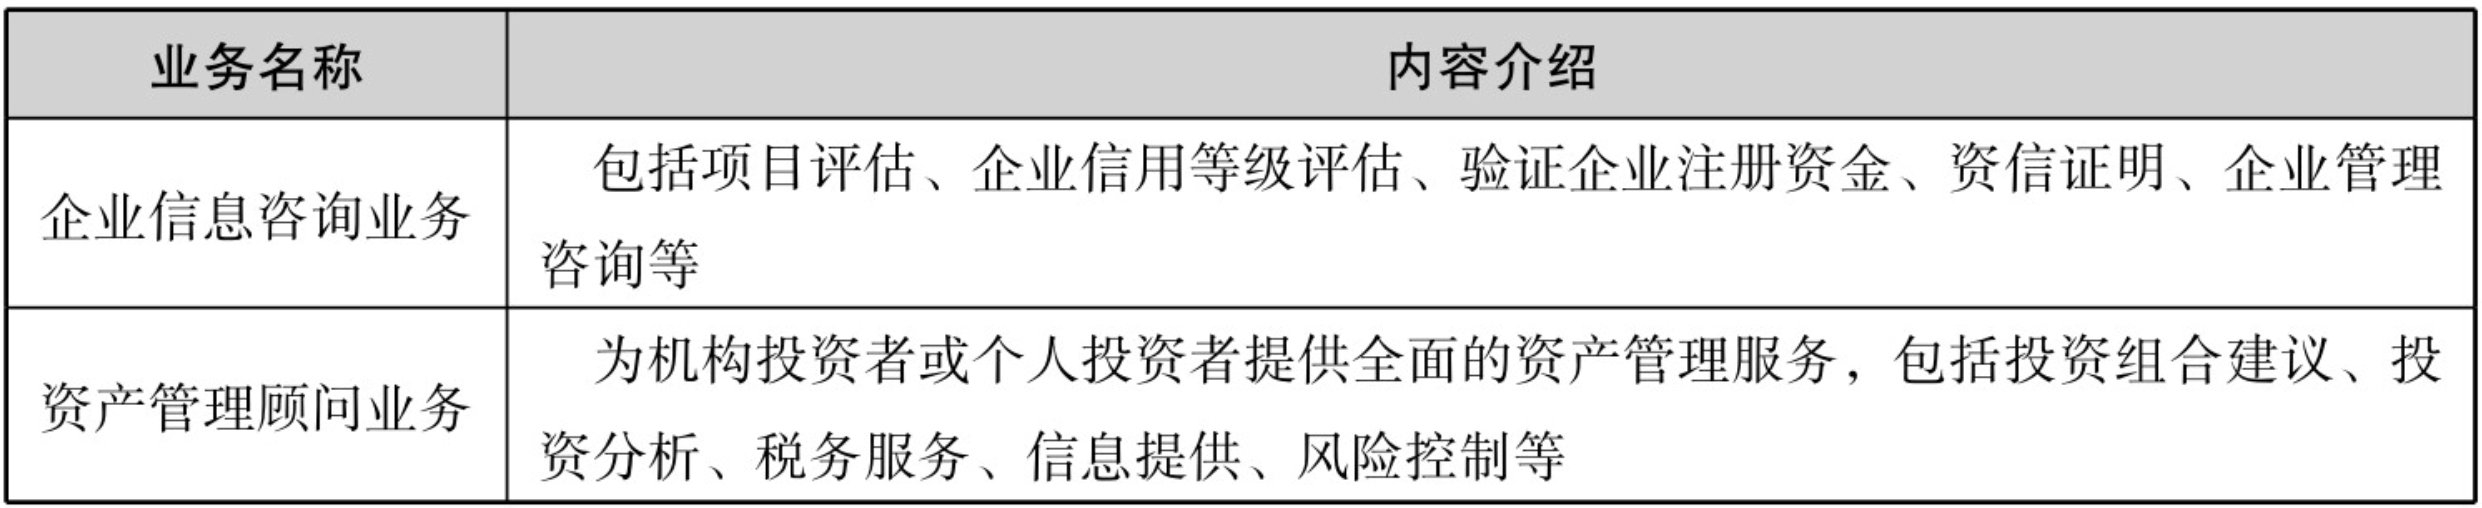 业务名称
内容介绍
企业信息咨询业务
包括项目评估、企业信用等级评估、验证企业注册资金、资信证明、企业管理
咨询等
资产管理顾问业务
为机构投资者或个人投资者提供全面的资产管理服务，包括投资组合建议、投
资分析、税务服务、信息提供、风险控制等